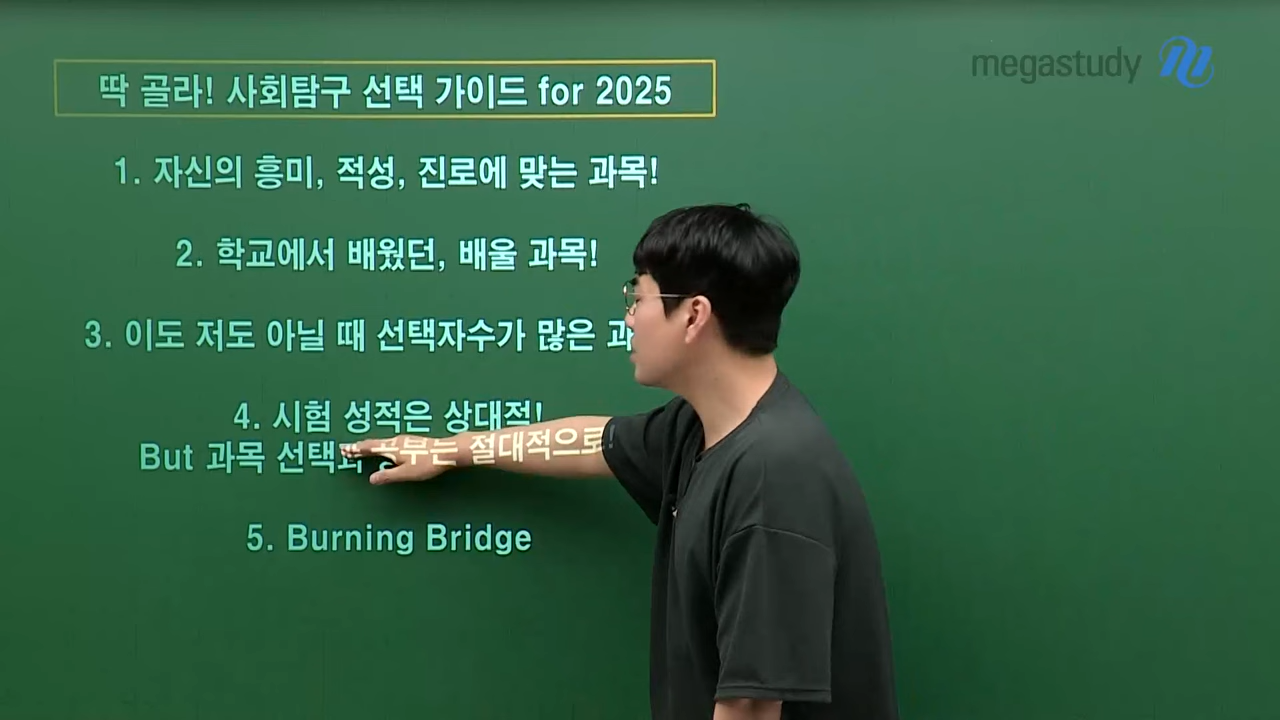 megastudy
딱 골라! 사회탐구 선택 가이드 for 2025
1. 자신의 흥미, 적성, 진로에 맞는 과목!
2. 학교에서 배웠던, 배울 과목!
3. 이도 저도 아닐 때 선택자수가 많은 과
4. 시험 성적은 상대적!
But 과목 선택과 공부는 절대적으로!
5. Burning Bridge